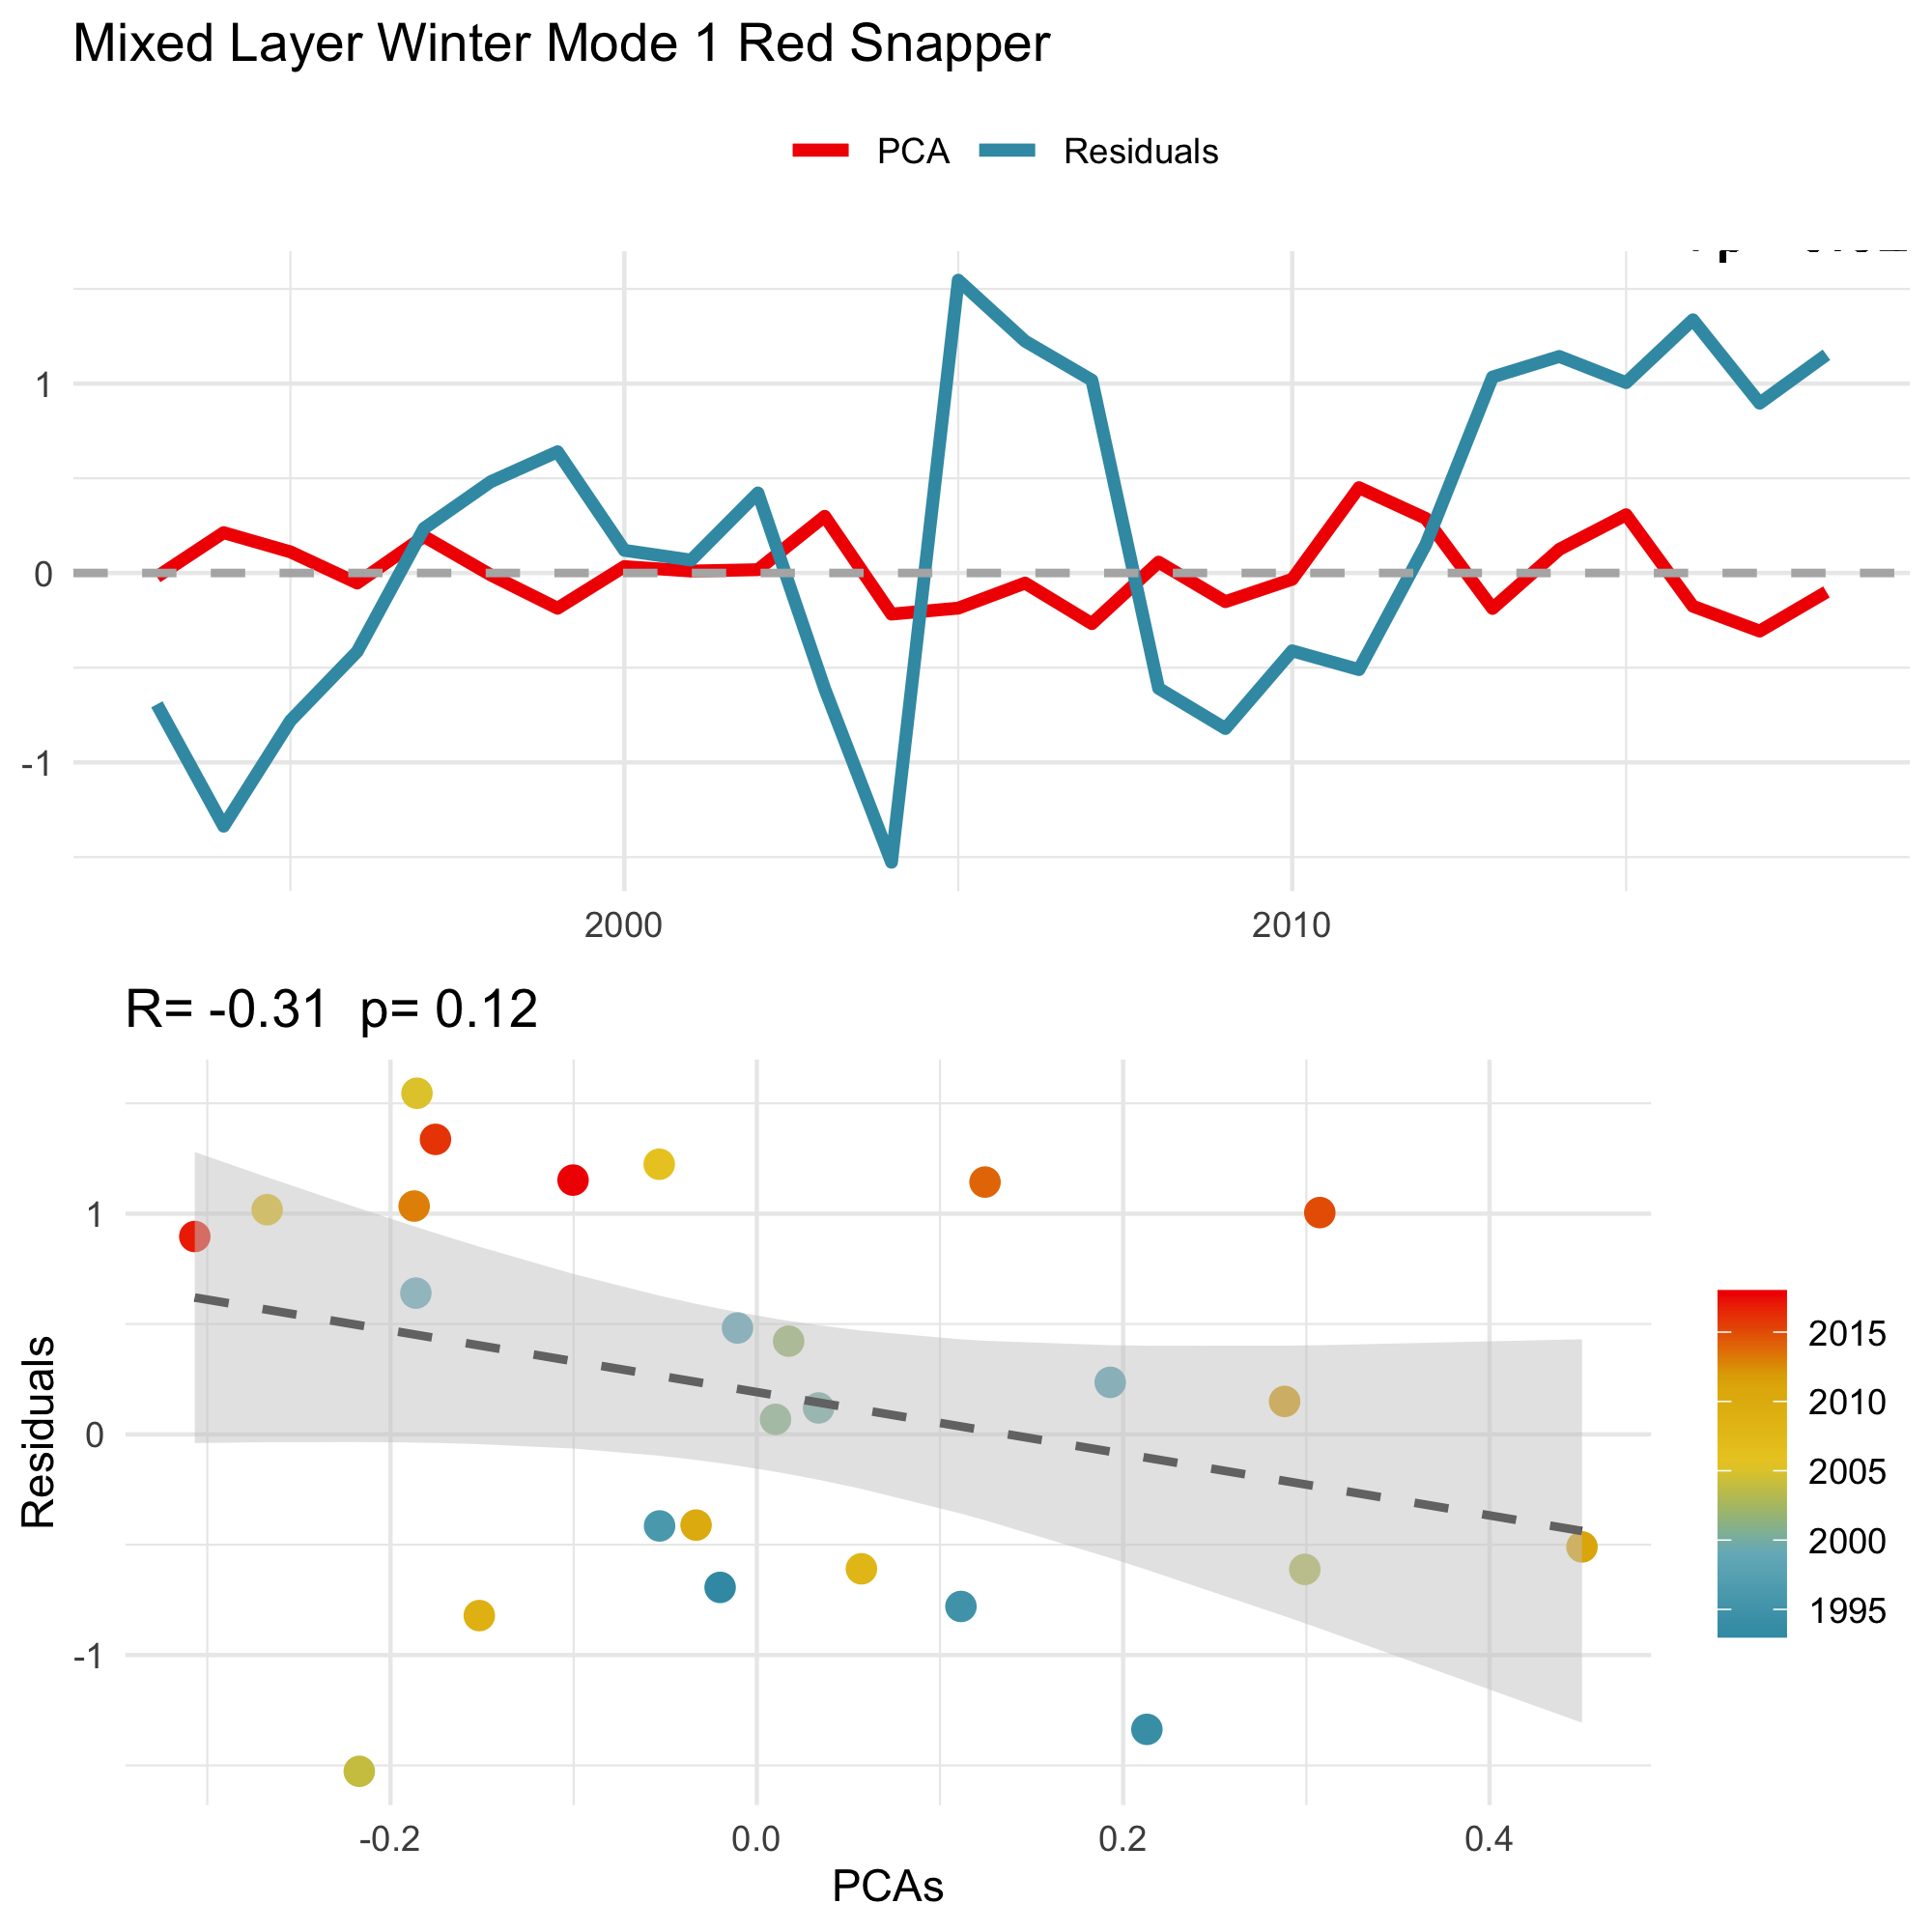 Mixed Layer Winter Mode 1 Red Snapper
PCA Residuals
1
0
-1
2000 2010
R= -0.31 p= 0.12
Residuals
1
0
-1
-0.2 0.0 0.2 0.4
PCAs
2015
2010
2005
2000
1995